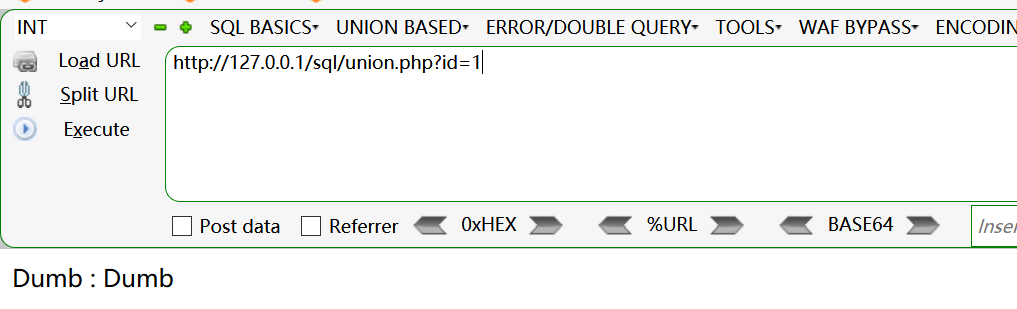 INT SQL BASICS UNION BASED ERROR/DOUBLE QUERY TOOLS WAF BYPASS ENCODIN
Load URL
http://127.0.0.1/sql/union.php?id=1
Split URL
Execute
Post data Referrer 0xHEX %URL BASE64 Inser
Dumb : Dumb